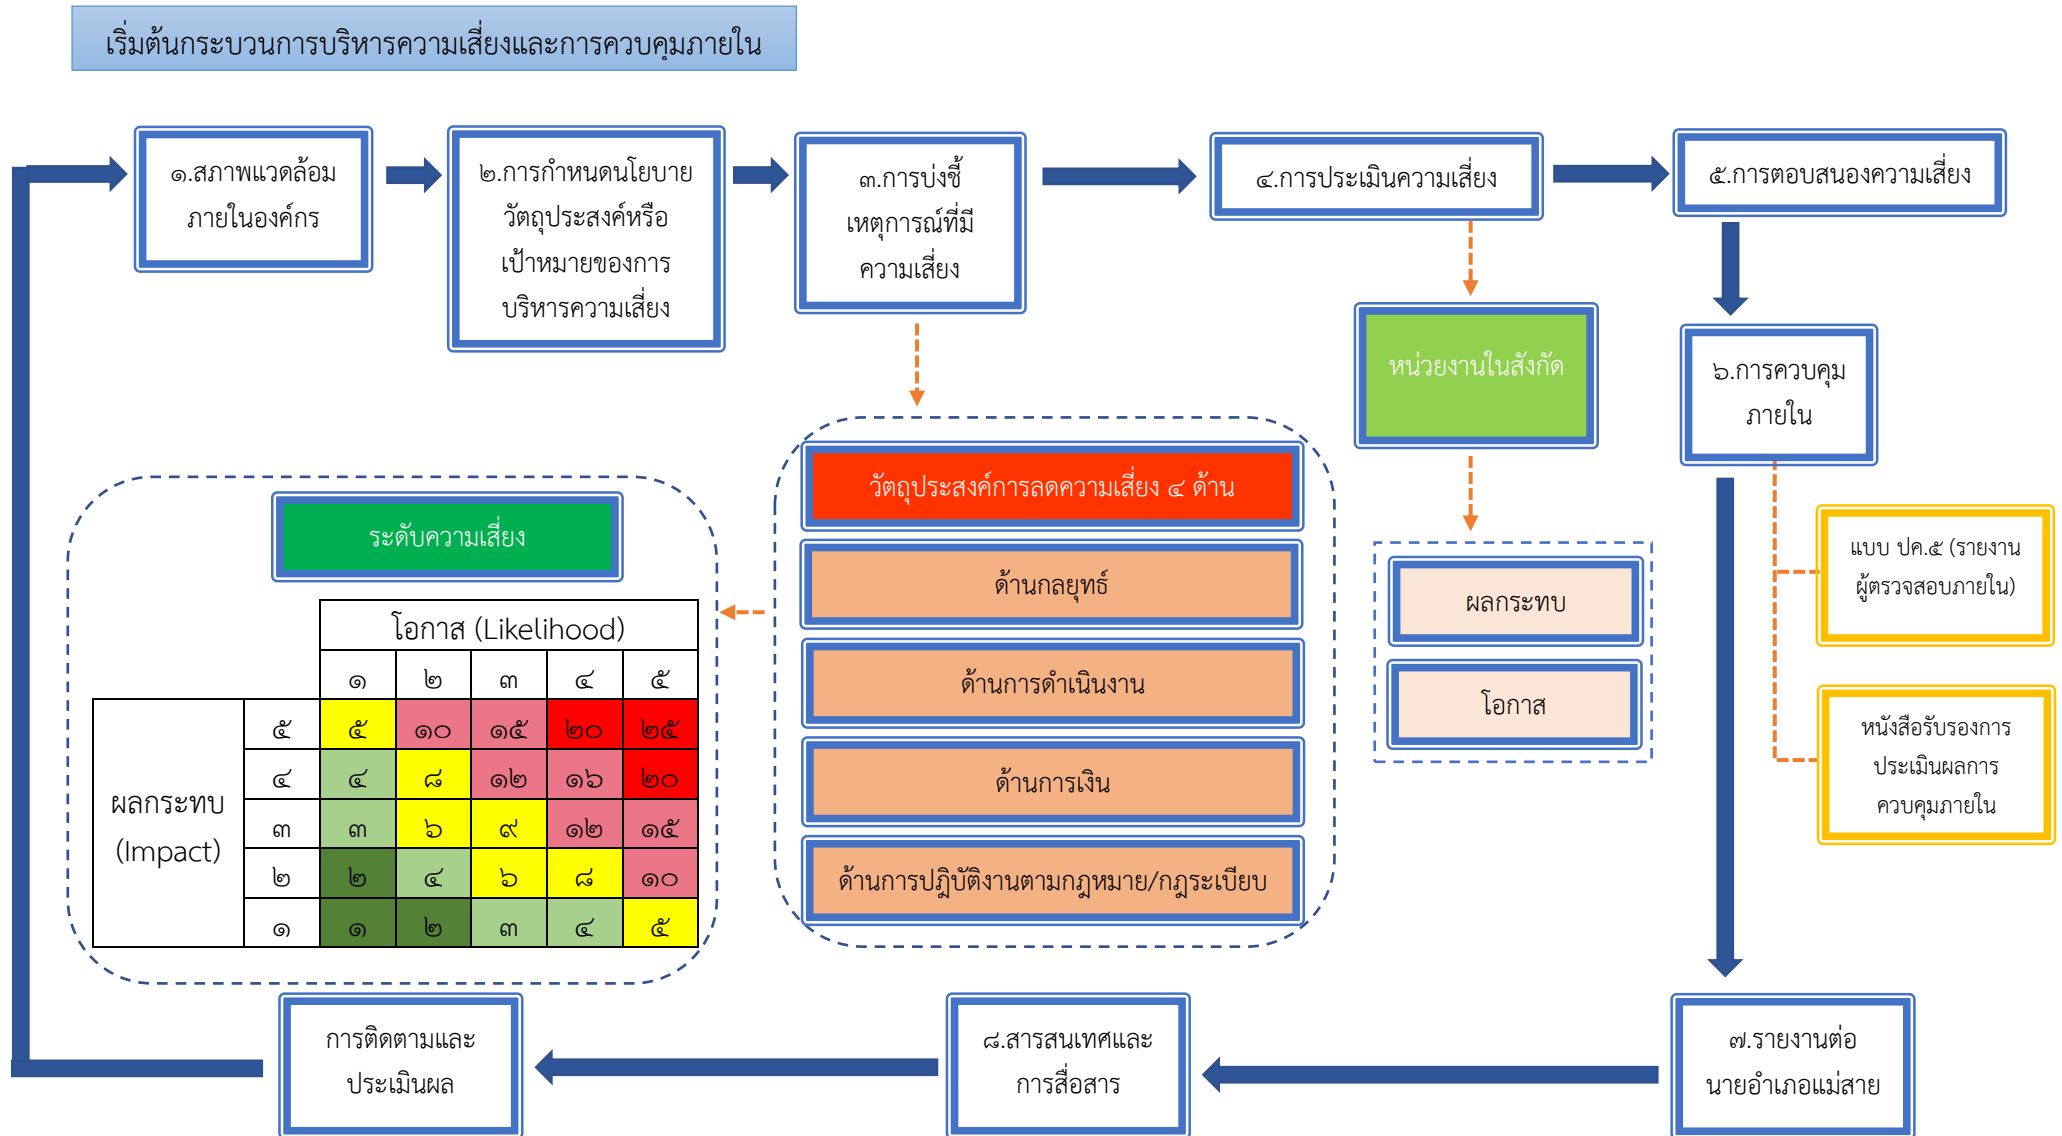 เริ่มต้นกระบวนการบริหารความเสี่ยงและการควบคุมภายใน
๑.สภาพแวดล้อม
ภายในองค์กร
๒.การกำหนดนโยบาย
วัตถุประสงค์หรือ
เป้าหมายของการ
บริหารความเสี่ยง
๓.การบ่งชี้
เหตุการณ์ที่มี
ความเสี่ยง
๔.การประเมินความเสี่ยง
๕.การตอบสนองความเสี่ยง
หน่วยงานในสังกัด
๖.การควบคุม
ภายใน
วัตถุประสงค์การลดความเสี่ยง ๔ ด้าน
ด้านกลยุทธ์
ด้านการดำเนินงาน
ด้านการเงิน
ด้านการปฏิบัติงานตามกฎหมาย/กฎระเบียบ
ผลกระทบ
โอกาส
แบบ ปค.๕ (รายงาน
ผู้ตรวจสอบภายใน)
หนังสือรับรองการ
ประเมินผลการ
ควบคุมภายใน
ระดับความเสี่ยง
โอกาส (Likelihood)
๑ ๒ ๓ ๔ ๕
ผลกระทบ
(Impact)
๕ ๕ ๑๐ ๑๕ ๒๐ ๒๕
๔ ๔ ๘ ๑๒ ๑๖ ๒๐
๓ ๓ ๖ ๙ ๑๒ ๑๕
๒ ๒ ๔ ๖ ๘ ๑๐
๑ ๑ ๒ ๓ ๔ ๕
การติดตามและ
ประเมินผล
๘.สารสนเทศและ
การสื่อสาร
๗.รายงานต่อ
นายอำเภอแม่สาย